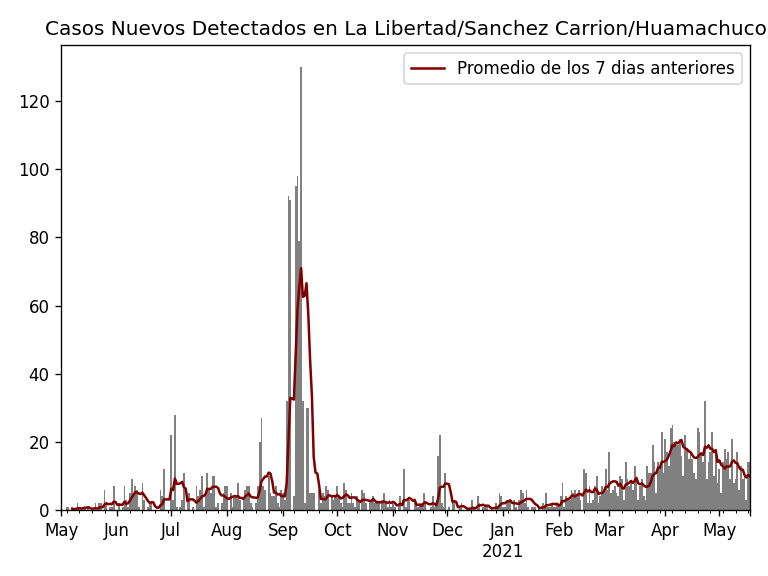 Casos Nuevos Detectados en La Libertad/Sanchez Carrion/Huamachuco
Promedio de los 7 dias anteriores
120
100
80
60
40
20
0
May Jun Jul Aug Sep Oct Nov Dec Jan Feb Mar Apr May
2021